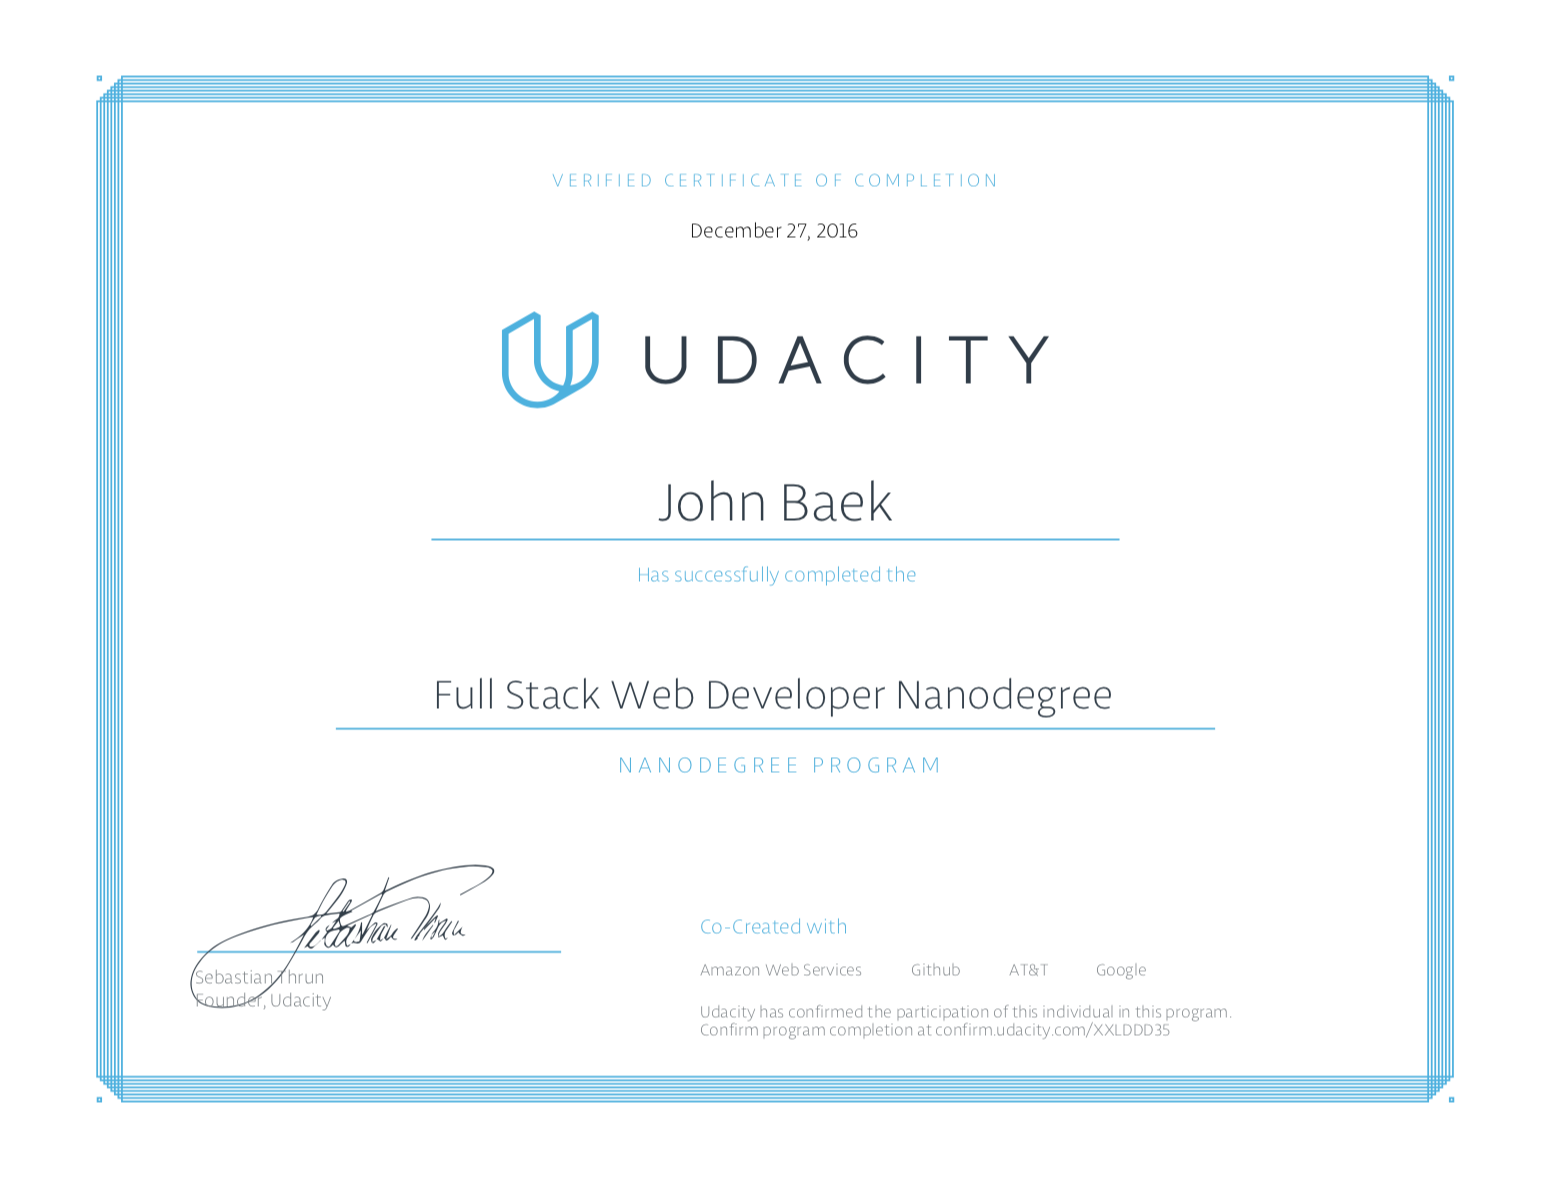 VERIFIED CERTIFICATE OF COMPLETION
December 27, 2016
UDACITY
John Baek
Has successfully completed the
Full Stack Web Developer Nanodegree
NANODEGREE PROGRAM
Sebastian Thrun
Sebastian Thrun
Founder, Udacity
Co-Created with
Amazon Web Services Github AT&T Google
Udacity has confirmed the participation of this individual in this program.
Confirm program completion at confirm.udacity.com/XXLDDD35